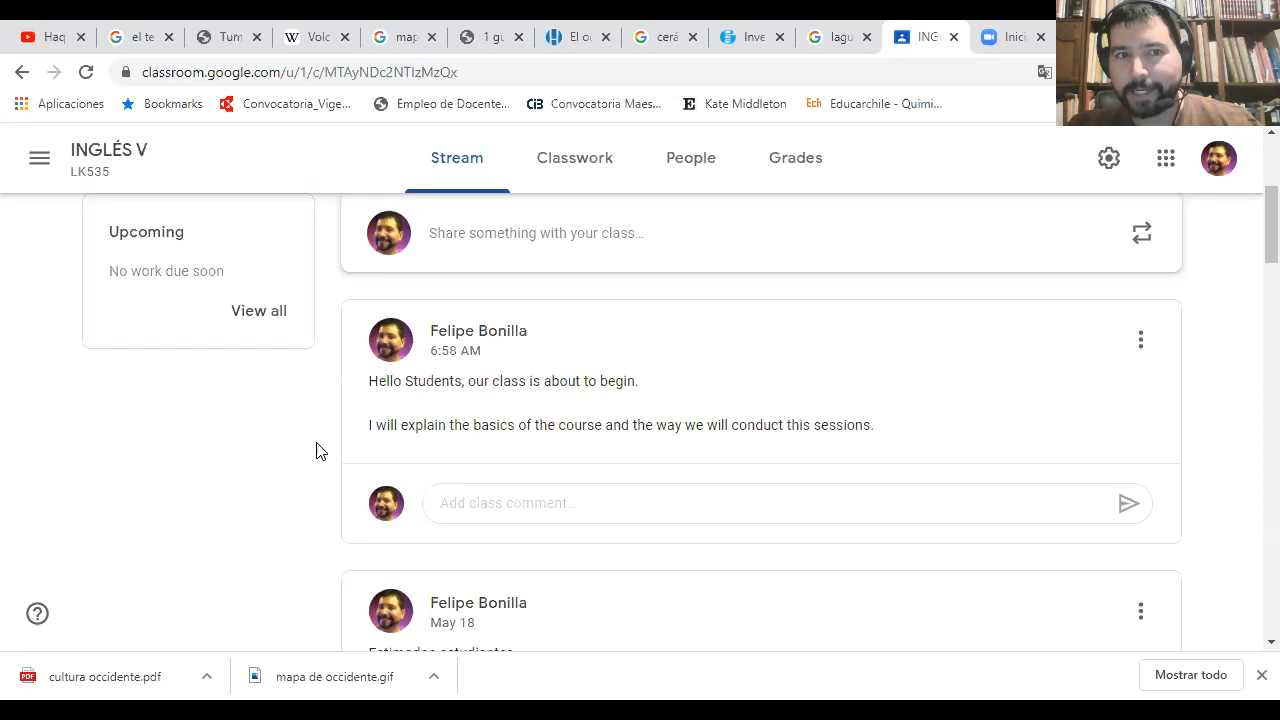 Haq
el te
Tum
Volc
map
1 gu
El ou
cerá
Inve
lagu
ING
Inici
classroom.google.com/u/1/c/MTAyNDc2NTIzMzQx
Aplicaciones
Bookmarks
Convocatoria_Vige...
Empleo de Docente...
Convocatoria Maes...
Kate Middleton
Educarchile - Quimi...
INGLÉS V
LK535
Stream
Classwork
People
Grades
Upcoming
No work due soon
View all
Share something with your class...
Felipe Bonilla
6:58 AM
Hello Students, our class is about to begin.
I will explain the basics of the course and the way we will conduct this sessions.
Add class comment...
Felipe Bonilla
May 18
Estimados estudiantes
PDF
cultura occidente.pdf
mapa de occidente.gif
Mostrar todo